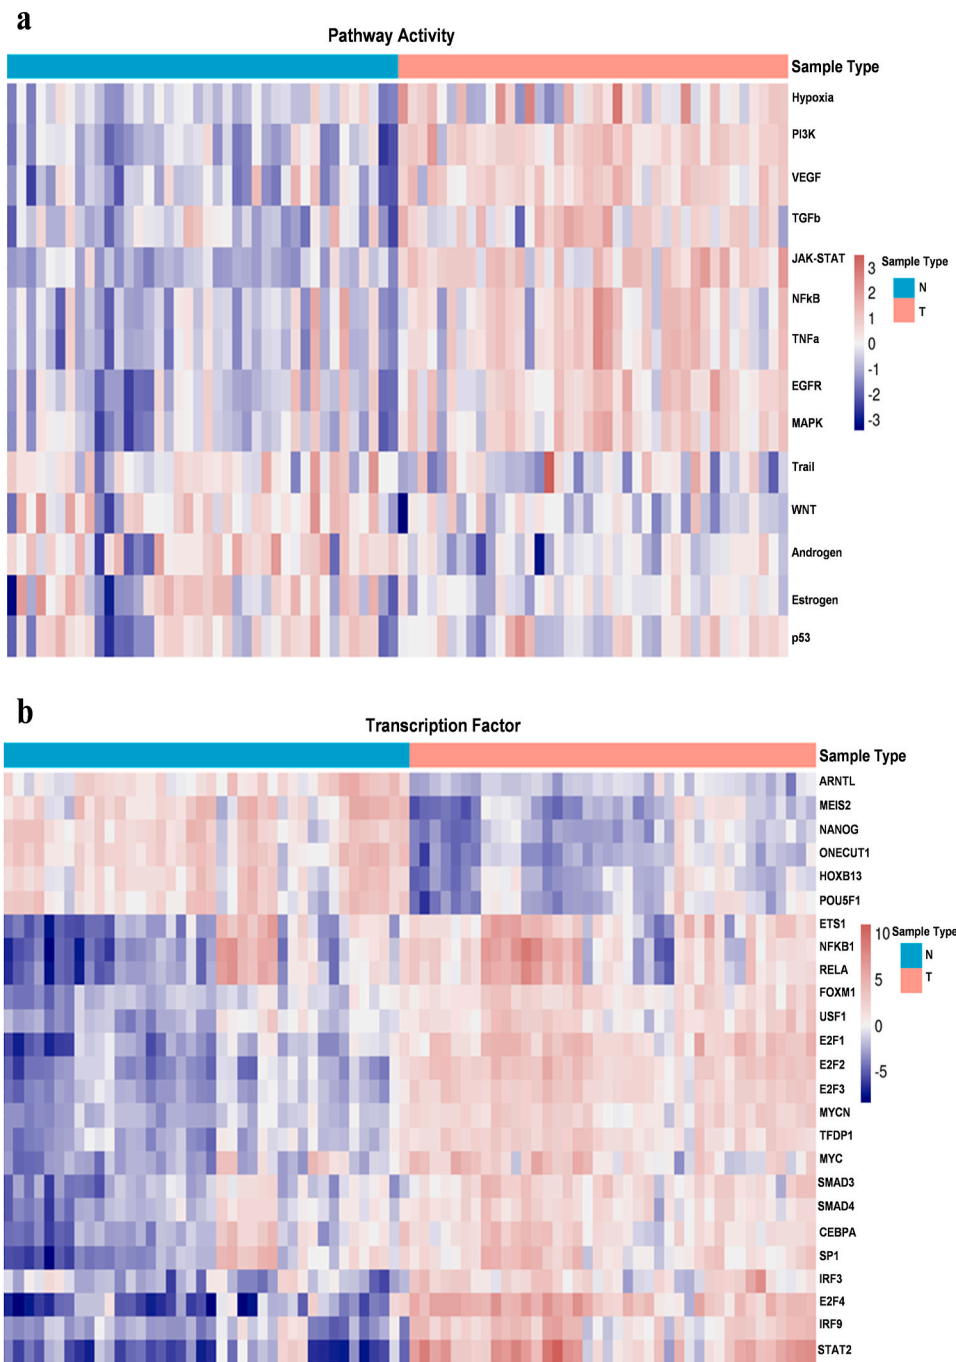 a
Pathway Activity
Sample Type
Hypoxia
PI3K
VEGF
TGFb
JAK-STAT
NFkB
TNFa
EGFR
MAPK
Trail
WNT
Androgen
Estrogen
p53
3
2
1
0
-1
-2
-3
Sample Type
N
T
b
Transcription Factor
Sample Type
ARNTL
MEIS2
NANOG
ONECUT1
HOXB13
POU5F1
ETS1
NFKB1
RELA
FOXM1
USF1
E2F1
E2F2
E2F3
MYCN
TFDP1
MYC
SMAD3
SMAD4
CEBPA
SP1
IRF3
E2F4
IRF9
STAT2
10
5
0
-5
Sample Type
N
T